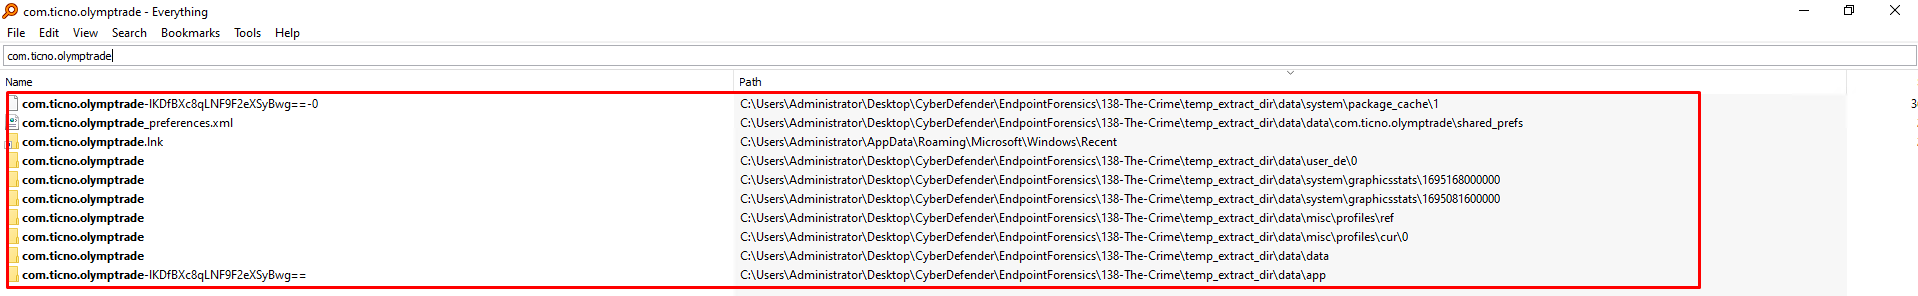 com.ticno.olymptrade - Everything
File Edit View Search Bookmarks Tools Help
com.ticno.olymptrade
Name Path
com.ticno.olymptrade-IKDfBXc8qLNF9F2eXSyBwg==-0 C:\Users\Administrator\Desktop\CyberDefender\EndpointForensics\138-The-Crime\temp_extract_dir\data\system\package_cache\1
com.ticno.olymptrade_preferences.xml C:\Users\Administrator\Desktop\CyberDefender\EndpointForensics\138-The-Crime\temp_extract_dir\data\data\com.ticno.olymptrade\shared_prefs
com.ticno.olymptrade.lnk C:\Users\Administrator\AppData\Roaming\Microsoft\Windows\Recent
com.ticno.olymptrade C:\Users\Administrator\Desktop\CyberDefender\EndpointForensics\138-The-Crime\temp_extract_dir\data\user_de\0
com.ticno.olymptrade C:\Users\Administrator\Desktop\CyberDefender\EndpointForensics\138-The-Crime\temp_extract_dir\data\system\graphicsstats\1695168000000
com.ticno.olymptrade C:\Users\Administrator\Desktop\CyberDefender\EndpointForensics\138-The-Crime\temp_extract_dir\data\system\graphicsstats\1695081600000
com.ticno.olymptrade C:\Users\Administrator\Desktop\CyberDefender\EndpointForensics\138-The-Crime\temp_extract_dir\data\misc\profiles\ref
com.ticno.olymptrade C:\Users\Administrator\Desktop\CyberDefender\EndpointForensics\138-The-Crime\temp_extract_dir\data\misc\profiles\cur\0
com.ticno.olymptrade C:\Users\Administrator\Desktop\CyberDefender\EndpointForensics\138-The-Crime\temp_extract_dir\data\data
com.ticno.olymptrade-IKDfBXc8qLNF9F2eXSyBwg== C:\Users\Administrator\Desktop\CyberDefender\EndpointForensics\138-The-Crime\temp_extract_dir\data\app